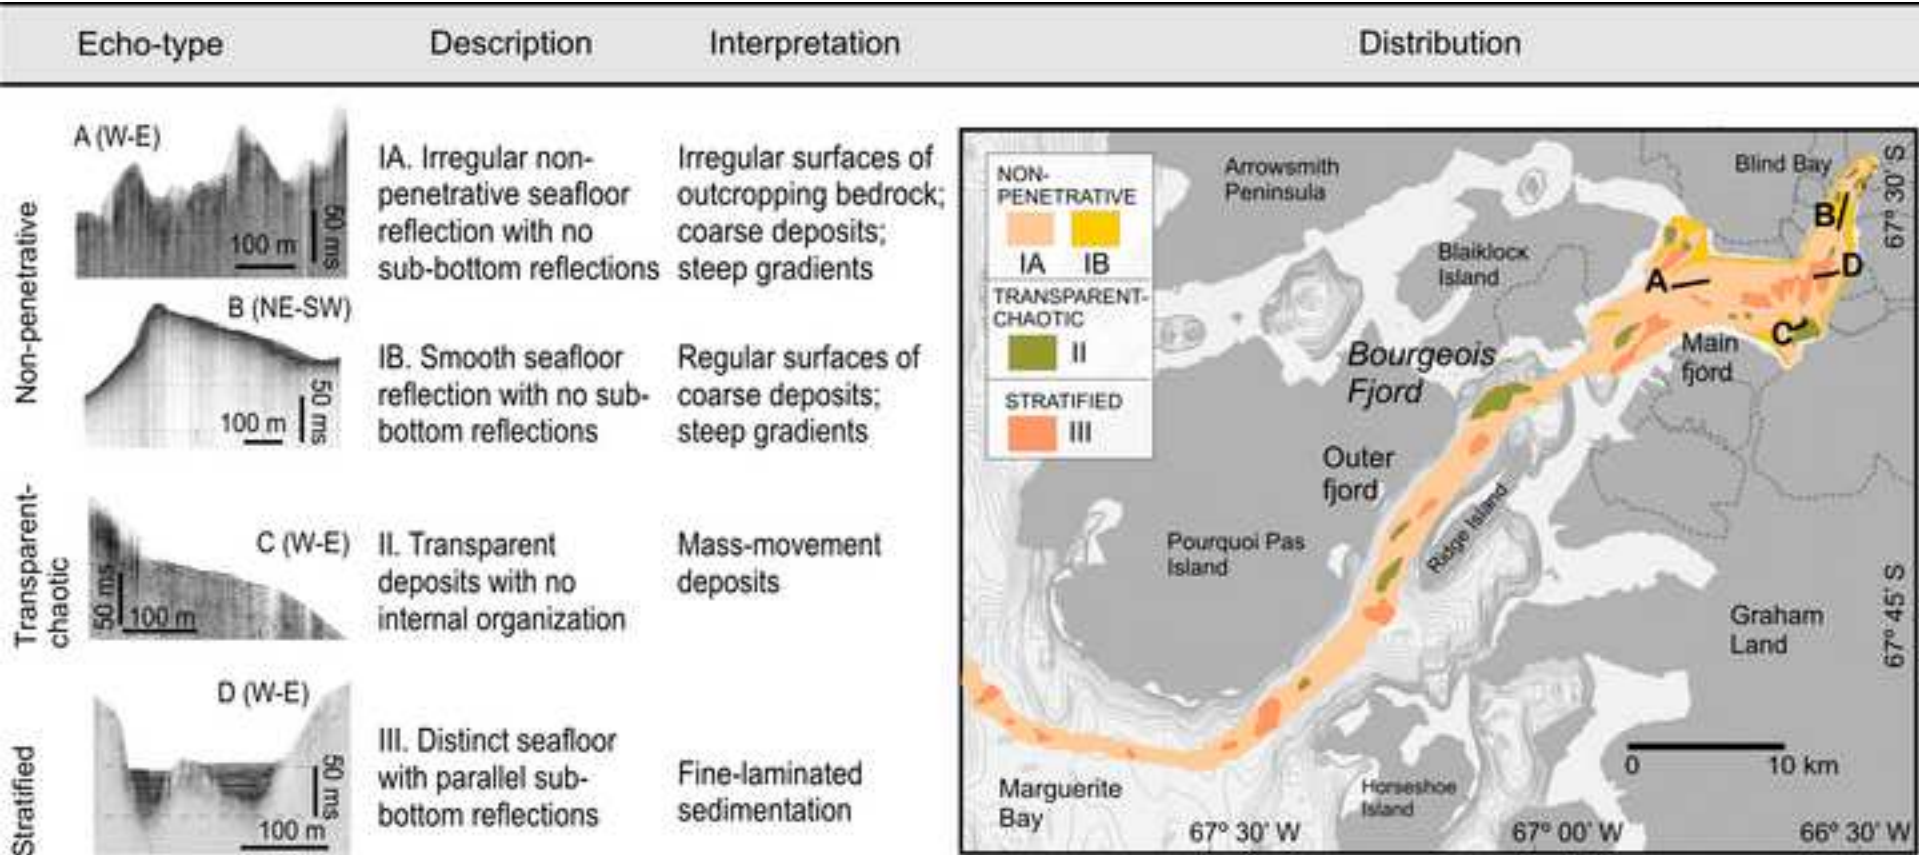 Echo-type Description Interpretation Distribution
Non-penetrative
A (W-E)
100 m
50 ms
IA. Irregular non-
penetrative seafloor
reflection with no
sub-bottom reflections
Irregular surfaces of
outcropping bedrock;
coarse deposits;
steep gradients
B (NE-SW)
100 m
50 ms
IB. Smooth seafloor
reflection with no sub-
bottom reflections
Regular surfaces of
coarse deposits;
steep gradients
Transparent-
chaotic
C (W-E)
50 ms
100 m
II. Transparent
deposits with no
internal organization
Mass-movement
deposits
Stratified
D (W-E)
50 ms
100 m
III. Distinct seafloor
with parallel sub-
bottom reflections
Fine-laminated
sedimentation
NON-
PENETRATIVE
IA IB
TRANSPARENT-
CHAOTIC
II
STRATIFIED
III
Arrowsmith
Peninsula
Blind Bay
Blaiklock
Island
A
B
D
C
Bourgeois
Fjord
Main
fjord
Outer
fjord
Ridge Island
Pourquoi Pas
Island
Graham
Land
Marguerite
Bay
Horseshoe
Island
0 10 km
67º 30' S
67º 45' S
67º 30' W
67º 00' W
66º 30' W